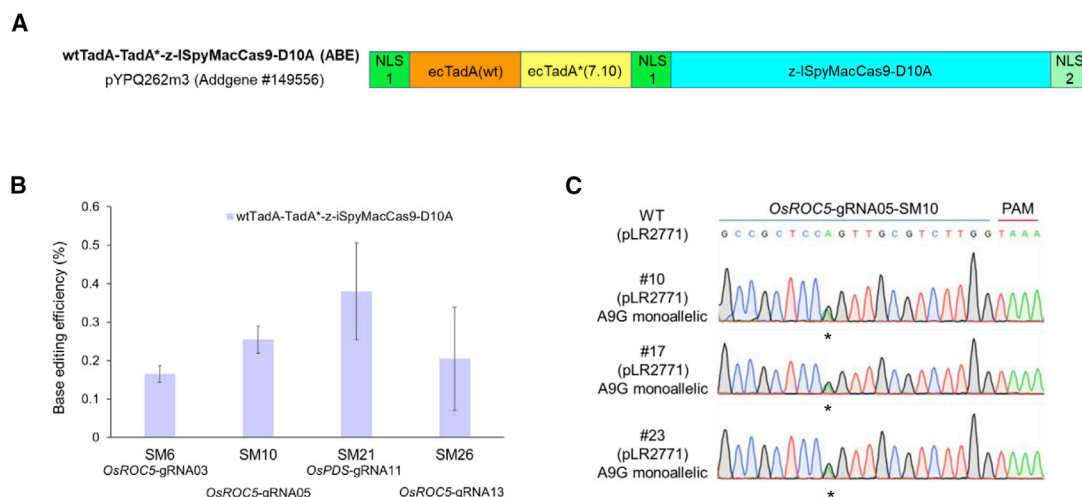 A
wtTadA-TadA*-z-ISpyMacCas9-D10A (ABE)
pYPQ262m3 (Addgene #149556)
NLS
1
ecTadA(wt)
ecTadA*(7.10)
NLS
1
z-ISpyMacCas9-D10A
NLS
2
B
Base editing efficiency (%)
0.6
0.5
0.4
0.3
0.2
0.1
0
wtTadA-TadA*-z-iSpyMacCas9-D10A
SM6
OsROC5-gRNA03
SM10
OsROC5-gRNA05
SM21
OsPDS-gRNA11
SM26
OsROC5-gRNA13
C
OsROC5-gRNA05-SM10
PAM
WT
(pLR2771)
G C C G C T C C A G T T G C G T C T T G G T A A A
#10
(pLR2771)
A9G monoallelic
*
#17
(pLR2771)
A9G monoallelic
*
#23
(pLR2771)
A9G monoallelic
*